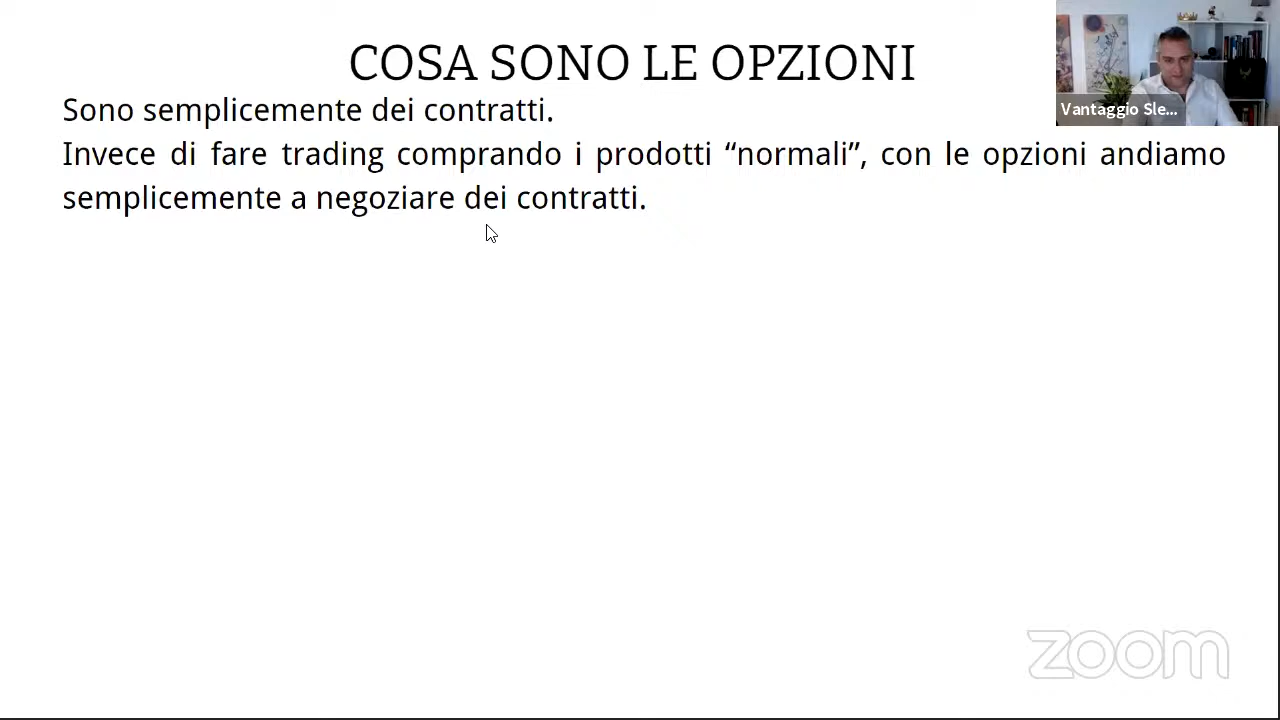 COSA SONO LE OPZIONI
Sono semplicemente dei contratti.
Invece di fare trading comprando i prodotti “normali”, con le opzioni andiamo
semplicemente a negoziare dei contratti.
Vantaggio Sle...
zoom